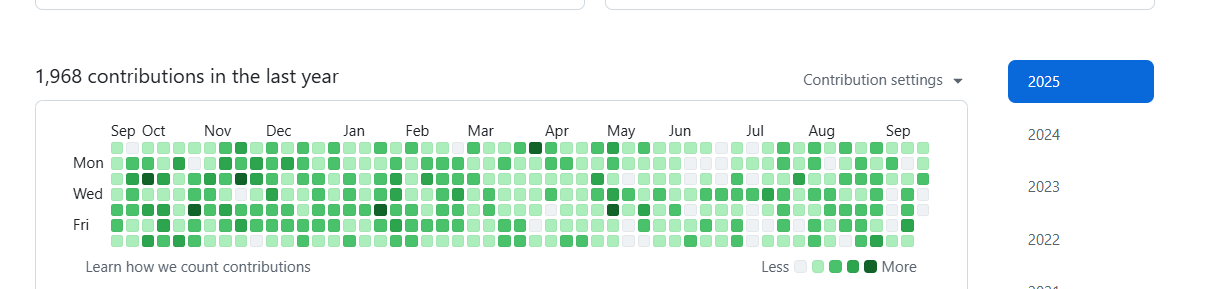 1,968 contributions in the last year
Contribution settings
2025
2024
2023
2022
Sep Oct Nov Dec Jan Feb Mar Apr May Jun Jul Aug Sep
Mon
Wed
Fri
Learn how we count contributions
Less More